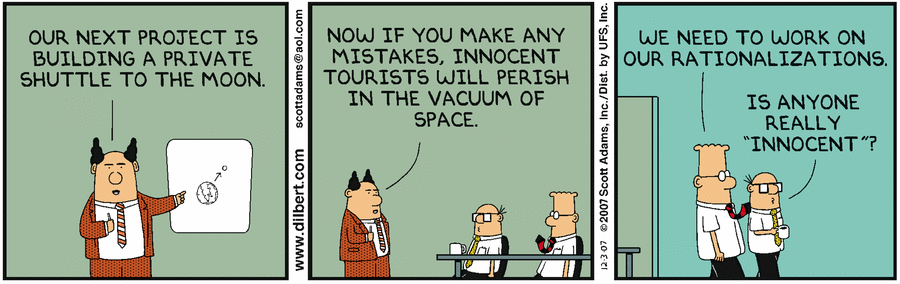 OUR NEXT PROJECT IS
BUILDING A PRIVATE
SHUTTLE TO THE MOON.
www.dilbert.com
scottadams@aol.com
NOW IF YOU MAKE ANY
MISTAKES, INNOCENT
TOURISTS WILL PERISH
IN THE VACUUM OF
SPACE.
12-3-07 ©2007 Scott Adams, Inc./Dist. by UFS, Inc.
WE NEED TO WORK ON
OUR RATIONALIZATIONS.
IS ANYONE
REALLY
"INNOCENT"?